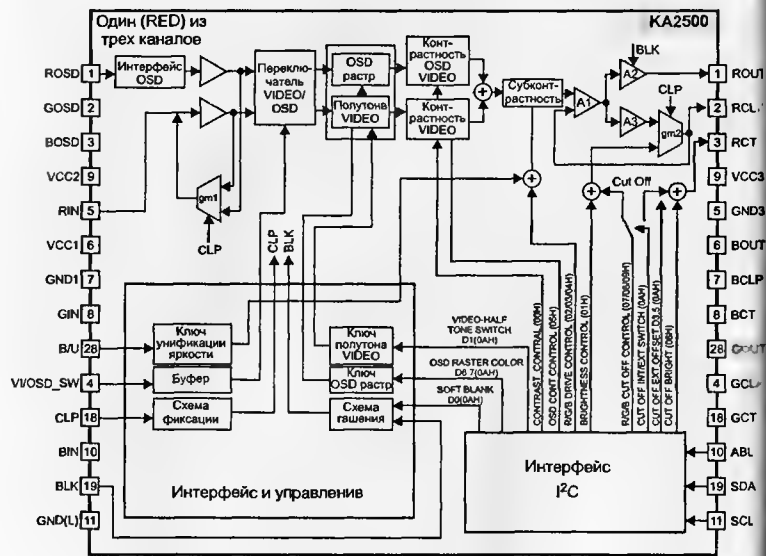 Один (RED) из
трех каналов
KA2500
ROSD 1
GOSD 2
BOSD 3
VCC2 9
RIN 5
VCC1 6
GND1 7
GIN 8
B/U 28
VI/OSD_SW 4
CLP 18
BIN 10
BLK 19
GND(L) 11
Интерфейс
OSD
gm1
CLP
Переклю-
чатель
VIDEO/
OSD
OSD
растр
Полутона
VIDEO
Конт-
растность
OSD
VIDEO
Контрастность
VIDEO
+
Субконт-
растность
A1
BLK
A2
A3
CLP
gm2
+
+
Cut Off
+
1 ROUT
2
3 RCT
9 VCC3
5 GND3
6 BOUT
7 BCLP
8 BCT
28
4
18 GCT
10 ABL
19 SDA
11 SCL
CLP
BLK
Ключ
унификации
яркости
Буфер
Схема
фиксации
Ключ
полутона
VIDEO
Ключ
OSD растр
Схема
гашения
Интерфейс и управления
VIDEO-HALF
TONE SWITCH
D1(0AH)
OSD RASTER COLOR
D6.7(0AH)
SOFT BLANK
D0(0AH)
CONTRAST_CONTRAL (00H)
OSD CONT CONTROL (05H)
R/G/B DRIVE CONTROL (02/03/04H)
BRIGHTNESS CONTROL (01H)
R/G/B CUT OFF CONTROL (07/08/09H)
CUT OFF INT/EXT SWITCH (0AH)
CUT OFF EXT OFFSET D3.5 (0AH)
CUT OFF BRIGHT (06H)
Интерфейс
I²C